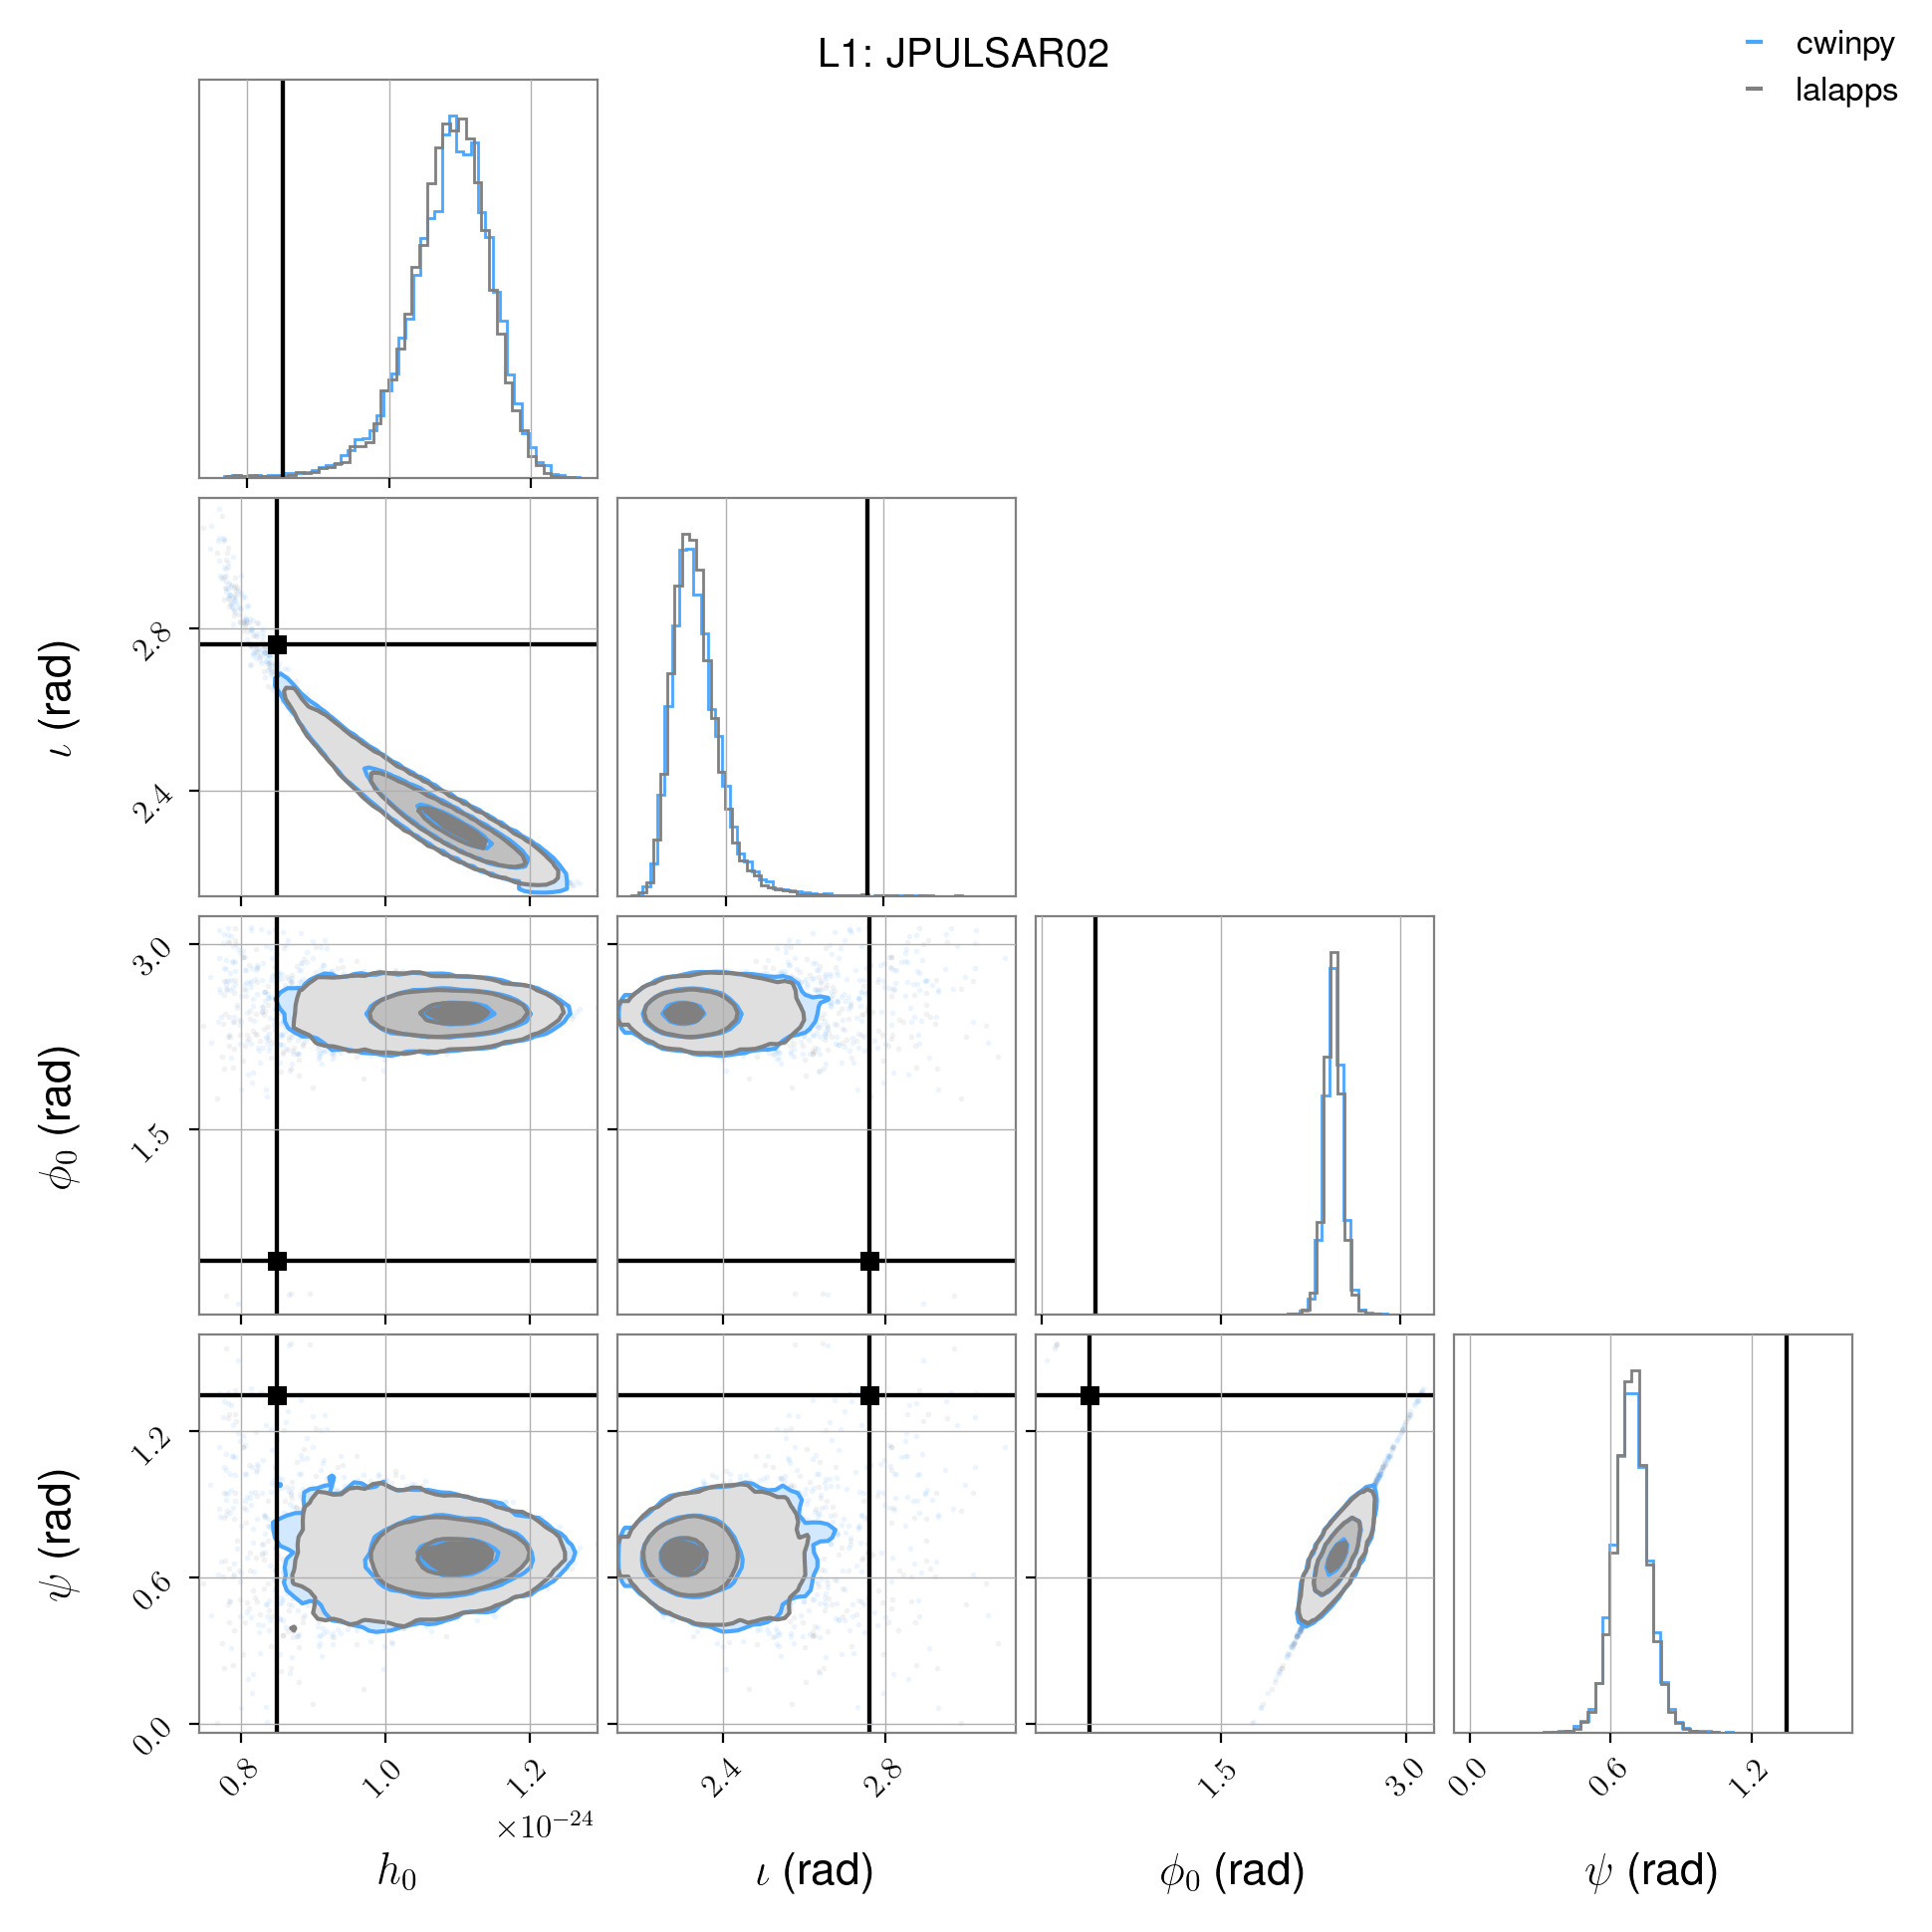 L1: JPULSAR02
cwinpy
lalapps
ι (rad)
2.8
2.4
ϕ₀ (rad)
3.0
1.5
ψ (rad)
1.2
0.6
0.0
0.8 1.0 1.2 2.4 2.8 1.5 3.0 0.0 0.6 1.2
×10⁻²⁴
h₀ ι (rad) ϕ₀ (rad) ψ (rad)